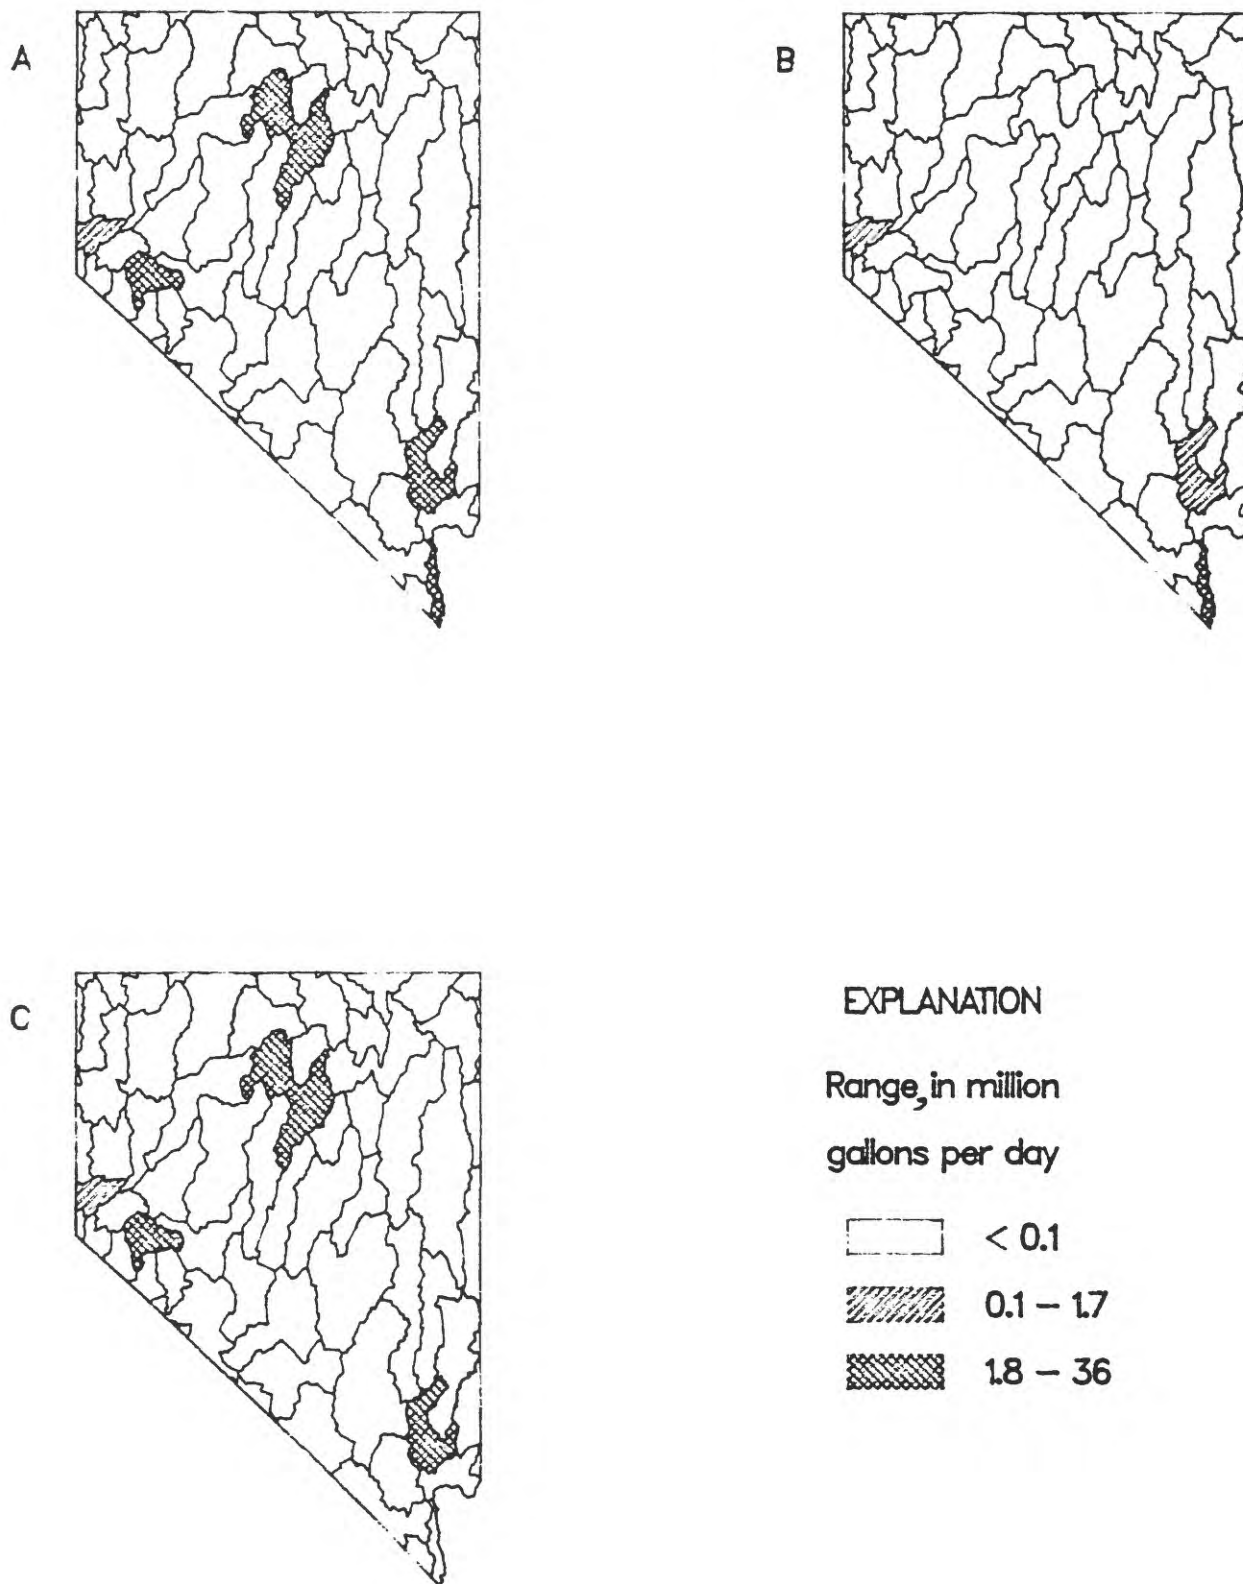 A
B
C
EXPLANATION
Range, in million
gallons per day
< 0.1
0.1 – 1.7
1.8 – 36